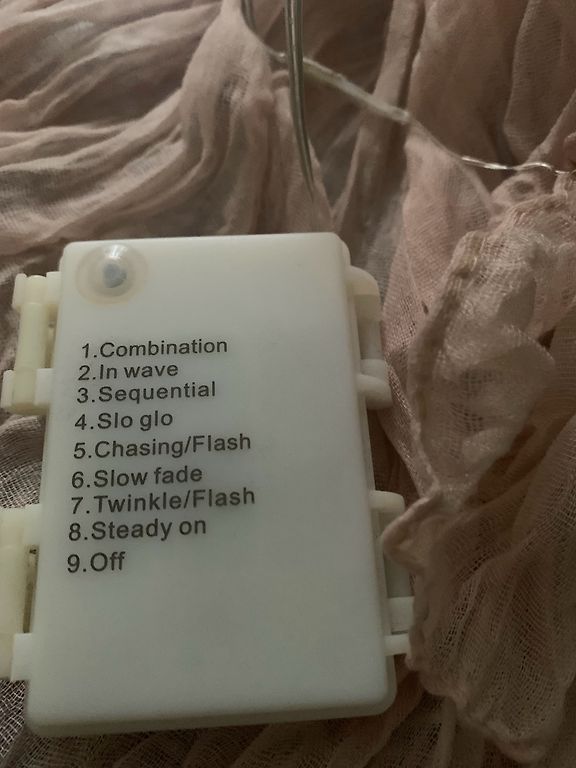 1.Combination
2.In wave
3.Sequential
4.Slo glo
5.Chasing/Flash
6.Slow fade
7.Twinkle/Flash
8.Steady on
9.Off